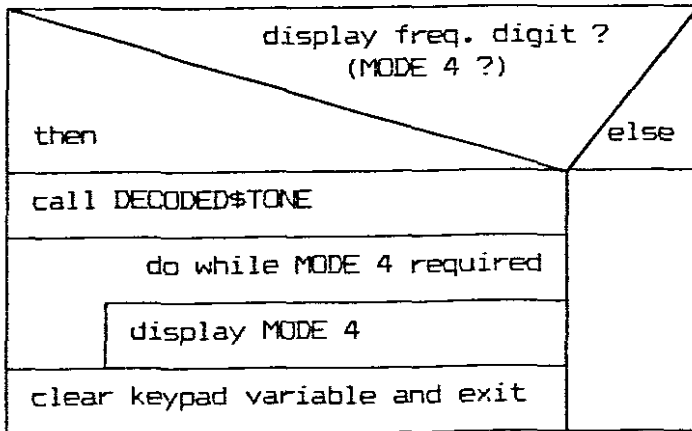 display freq. digit ?
(MODE 4 ?)
then
else
call DECODED$TONE
do while MODE 4 required
display MODE 4
clear keypad variable and exit